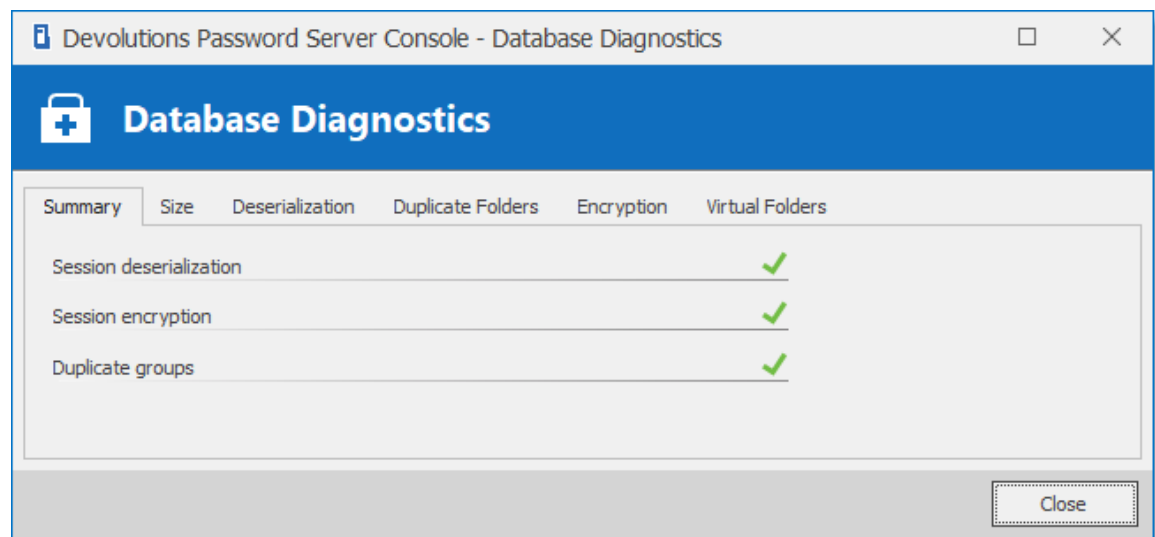 Devolutions Password Server Console - Database Diagnostics
Database Diagnostics
Summary Size Deserialization Duplicate Folders Encryption Virtual Folders
Session deserialization
Session encryption
Duplicate groups
Close